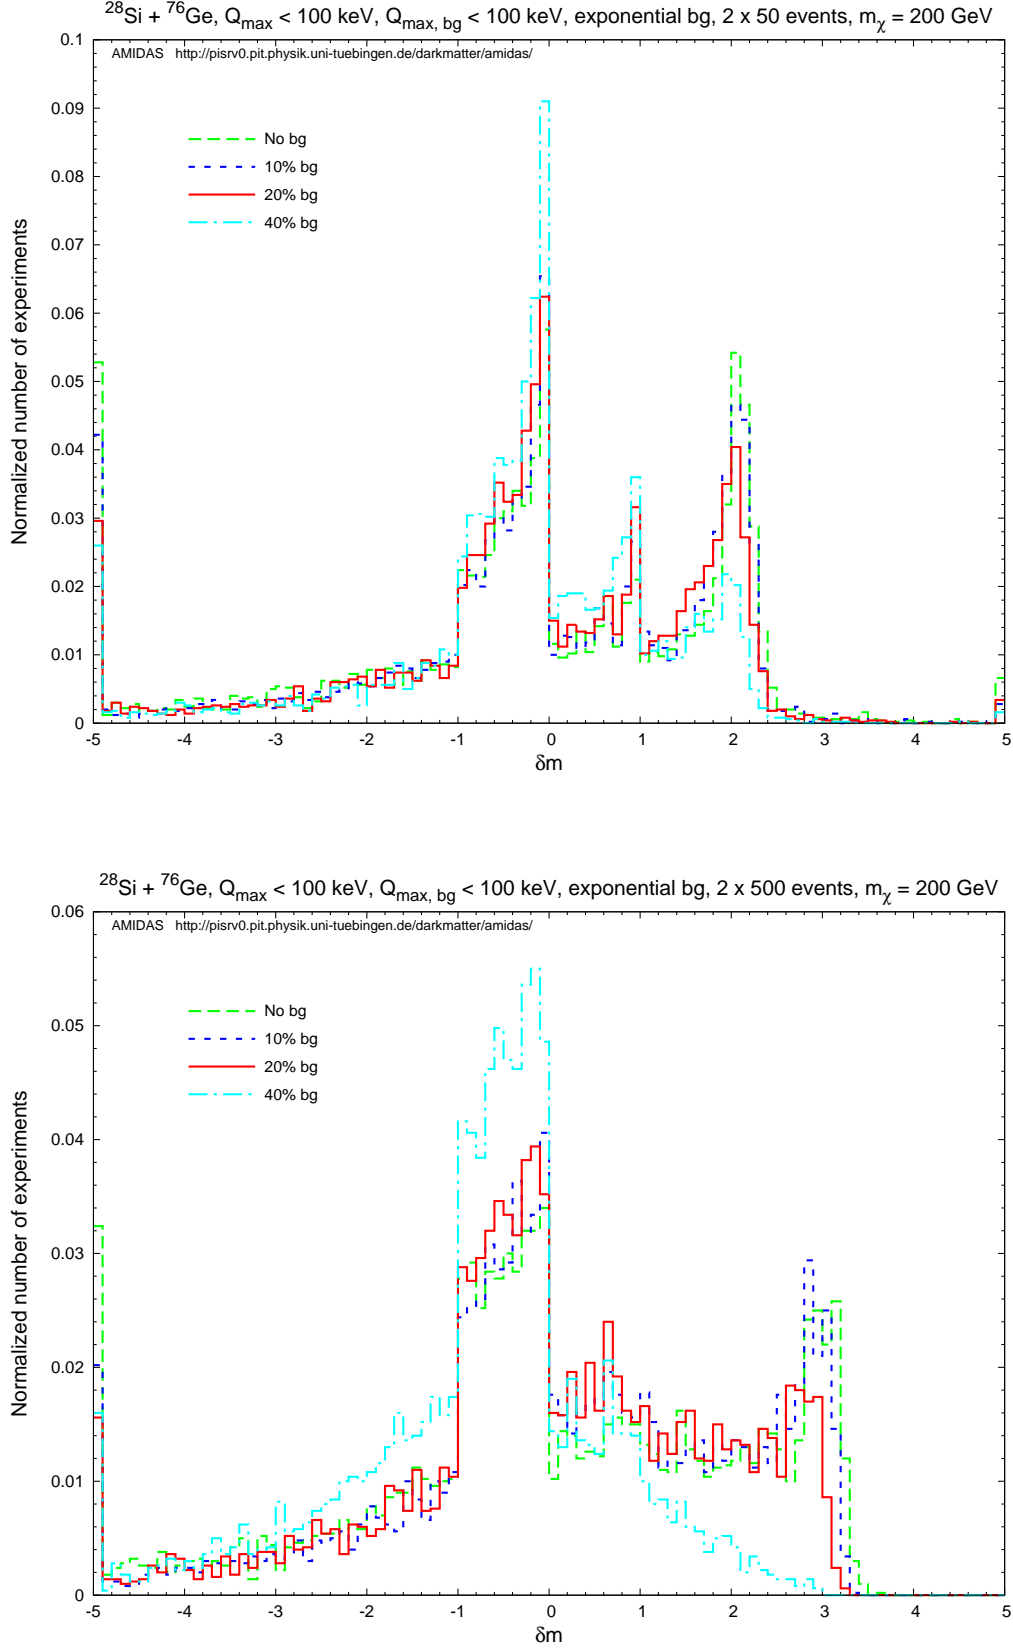 ²⁸Si + ⁷⁶Ge, Qmax < 100 keV, Qmax, bg < 100 keV, exponential bg, 2 x 50 events, mχ = 200 GeV
0.1
AMIDAS http://pisrv0.pit.physik.uni-tuebingen.de/darkmatter/amidas/
0.09
No bg
10% bg
0.08
20% bg
40% bg
0.07
0.06
0.05
0.04
0.03
0.02
0.01
0
Normalized number of experiments
-5 -4 -3 -2 -1 0 1 2 3 4 5
δm
²⁸Si + ⁷⁶Ge, Qmax < 100 keV, Qmax, bg < 100 keV, exponential bg, 2 x 500 events, mχ = 200 GeV
0.06
AMIDAS http://pisrv0.pit.physik.uni-tuebingen.de/darkmatter/amidas/
No bg
10% bg
0.05
20% bg
40% bg
0.04
0.03
0.02
0.01
0
Normalized number of experiments
-5 -4 -3 -2 -1 0 1 2 3 4 5
δm